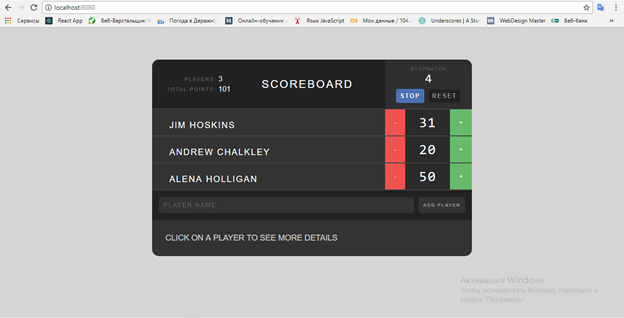 localhost:8080
Сервисы React App Веб-Верстальщик: Погода в Держин, Онлайн-обучение Язык JavaScript Мои данные / 104 Underscores | A Star WebDesign Master Веб-банк
PLAYERS: 3
TOTAL POINTS: 101
SCOREBOARD
STOPWATCH
4
STOP RESET
JIM HOSKINS - 31 +
ANDREW CHALKLEY - 20 +
ALENA HOLLIGAN - 50 +
PLAYER NAME ADD PLAYER
CLICK ON A PLAYER TO SEE MORE DETAILS
Активация Windows
Чтобы активировать Windows, перейдите в
раздел "Параметры".